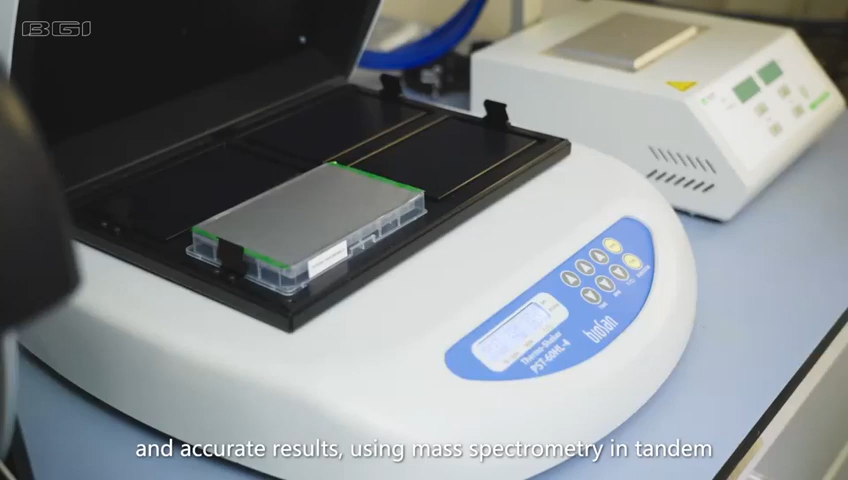 BGI
Thermo-Shaker
PST-60HL-4
biosan
and accurate results, using mass spectrometry in tandem